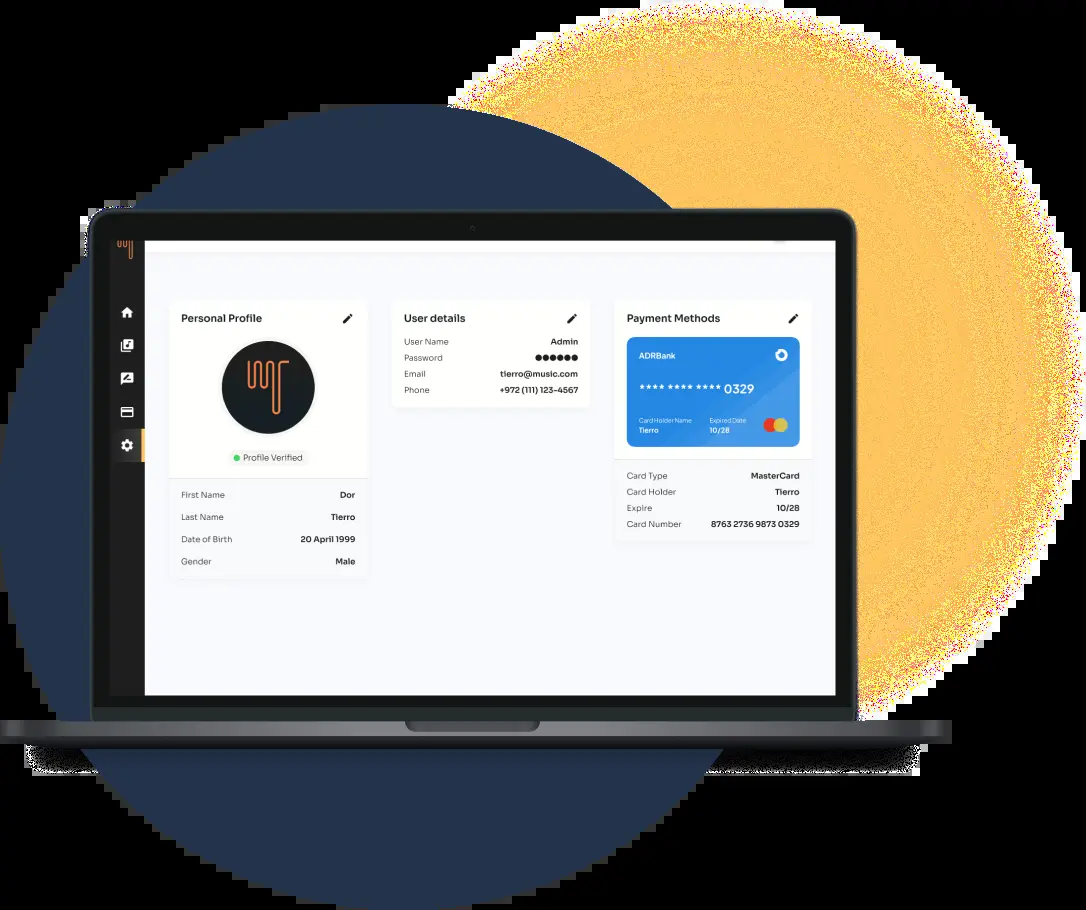 Personal Profile
Profile Verified
First Name Dor
Last Name Tierro
Date of Birth 20 April 1999
Gender Male
User details
User Name Admin
Password ●●●●●●
Email tierro@music.com
Phone +972 (111) 123-4567
Payment Methods
ADRBank
**** **** **** 0329
Card Holder Name Expired Date
Tierro 10/28
Card Type MasterCard
Card Holder Tierro
Expire 10/28
Card Number 8763 2736 9873 0329